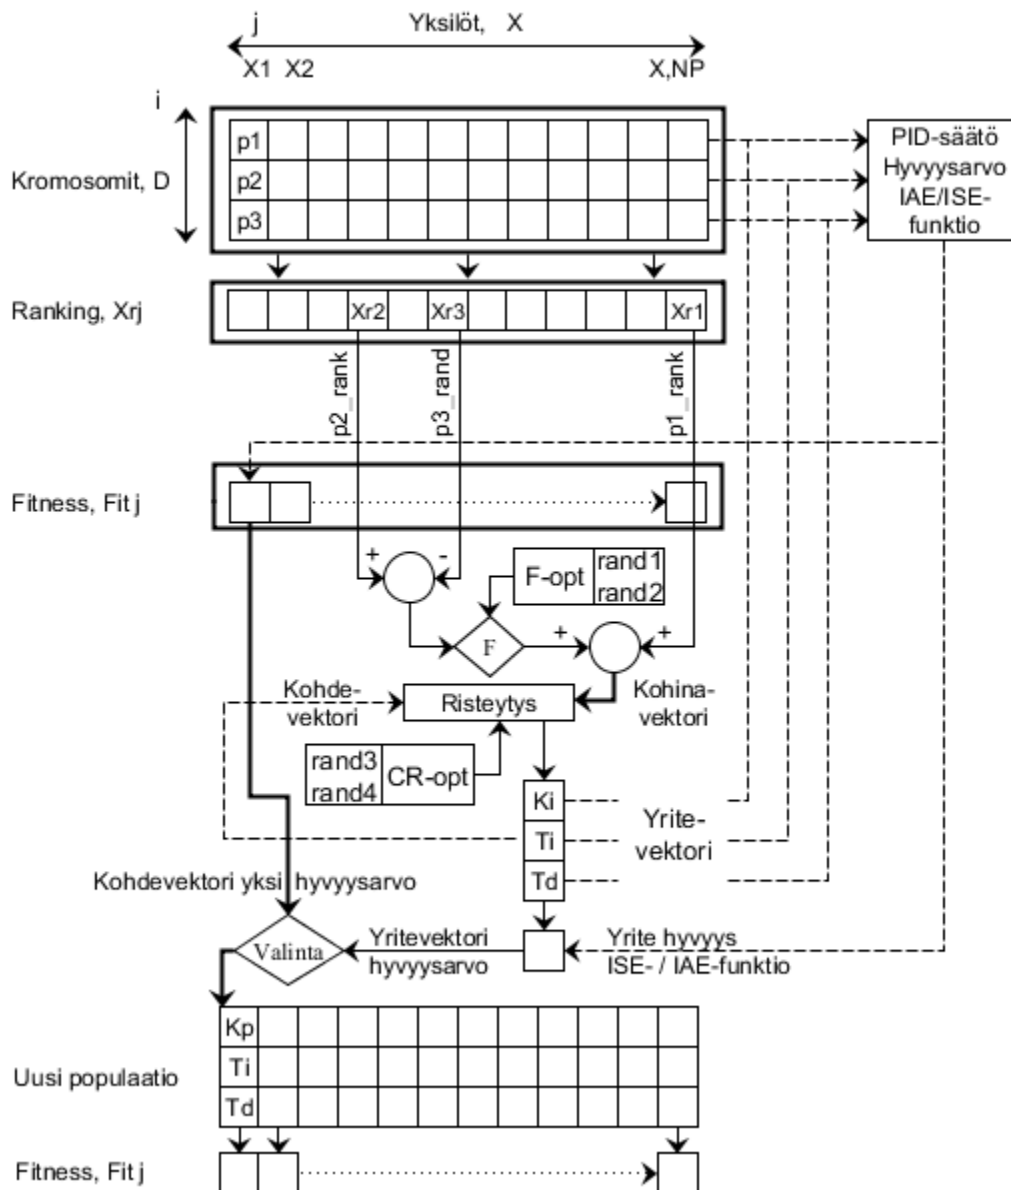 j Yksilöt, X
X1 X2 X,NP
i
p1
p2
p3
Kromosomit, D
PID-säätö
Hyvyysarvo
IAE/ISE-
funktio
Ranking, Xrj
Xr2 Xr3 Xr1
p2_rank
p3_rand
p1_rank
Fitness, Fit j
+ -
F-opt rand1
rand2
F
+ +
Kohde-
vektori
Risteytys
Kohina-
vektori
rand3
rand4
CR-opt
Ki
Ti
Td
Yrite-
vektori
Kohdevektori yksi hyvyysarvo
Valinta
Yritevektori
hyvyysarvo
Yrite hyvyys
ISE- / IAE-funktio
Kp
Ti
Td
Uusi populaatio
Fitness, Fit j